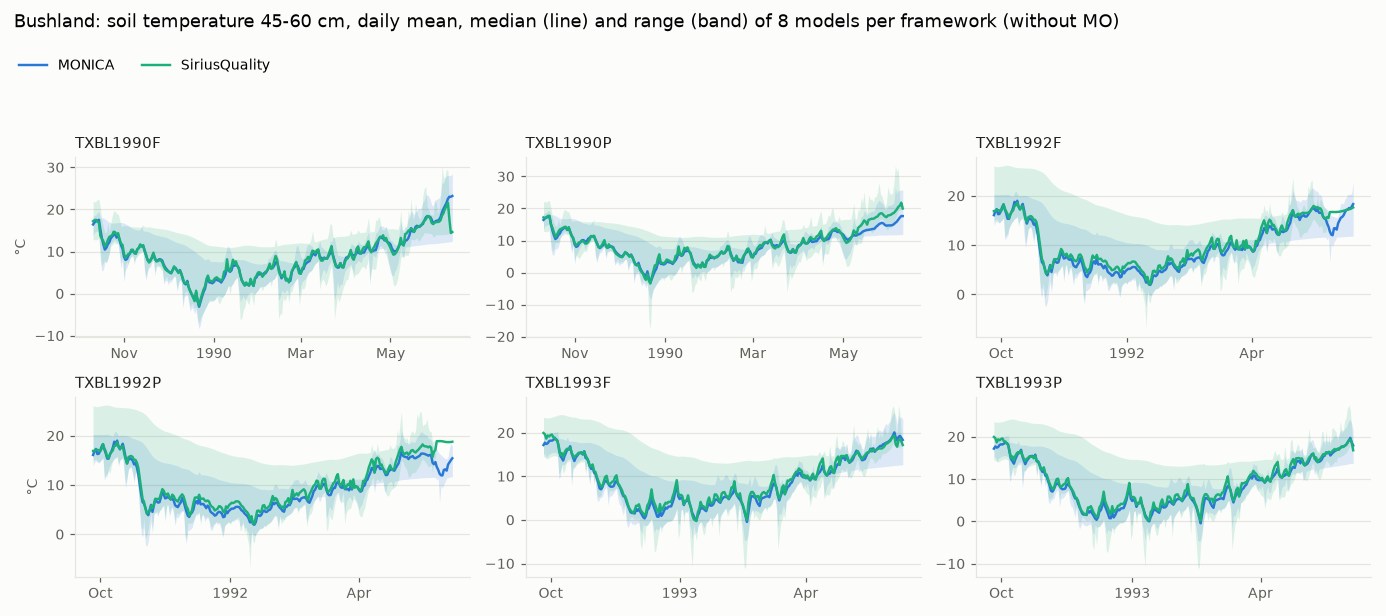 Bushland: soil temperature 45-60 cm, daily mean, median (line) and range (band) of 8 models per framework (without MO)
MONICA SiriusQuality
TXBL1990F TXBL1990P TXBL1992F
°C
30
20
10
0
−10
Nov 1990 Mar May
30
20
10
0
−10
−20
Nov 1990 Mar May
20
10
0
Oct 1992 Apr
TXBL1992P TXBL1993F TXBL1993P
°C
20
10
0
Oct 1992 Apr
20
10
0
−10
Oct 1993 Apr
20
10
0
−10
Oct 1993 Apr